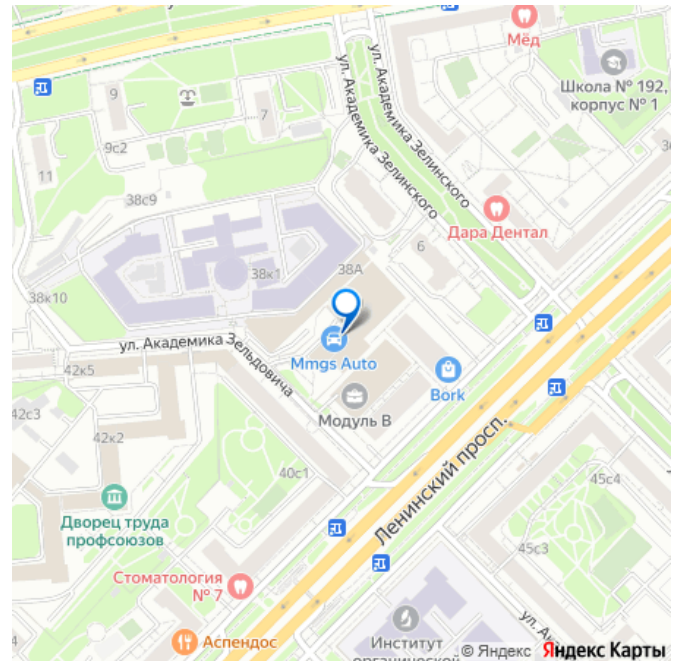 Мёд
Школа № 192,
корпус № 1
ул. Академика Зелинского
ул. Академика Зелинского
9
7
9с2
11
38с9
Дара Дентал
6
38А
38к1
38к10
ул. Академика Зельдовича
Mmgs Auto
Bork
42к5
Модуль В
42с3
42к2
Ленинский просп.
40с1
45с4
Дворец труда
профсоюзов
45с3
Стоматология
№ 7
Аспендос
Институт
© Яндекс Яндекс Карты